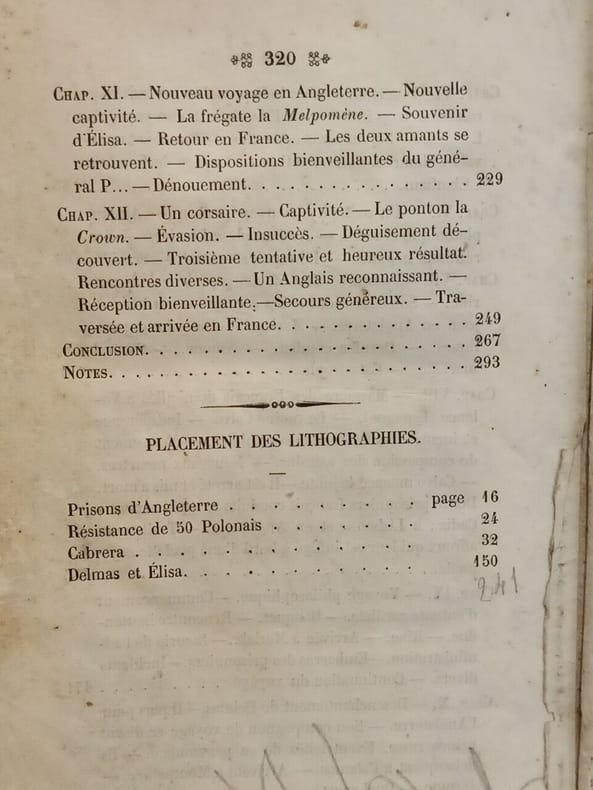 320
CHAP. XI. — Nouveau voyage en Angleterre. — Nouvelle
captivité. — La frégate la Melpomène. — Souvenir
d'Élisa. — Retour en France. — Les deux amants se
retrouvent. — Dispositions bienveillantes du géné-
ral P... — Dénouement. . . . . . . . . . . . . . . . 229
CHAP. XII. — Un corsaire. — Captivité. — Le ponton la
Crown. — Évasion. — Insuccès. — Déguisement dé-
couvert. — Troisième tentative et heureux résultat.
Rencontres diverses. — Un Anglais reconnaissant. —
Réception bienveillante. — Secours généreux. — Tra-
versée et arrivée en France. . . . . . . . . . . . . . 249
CONCLUSION. . . . . . . . . . . . . . . . . . . . . . . 267
NOTES. . . . . . . . . . . . . . . . . . . . . . . . . . 293
PLACEMENT DES LITHOGRAPHIES.
Prisons d'Angleterre . . . . . . . . . page 16
Résistance de 50 Polonais . . . . . . . 24
Cabrera . . . . . . . . . . . . . 32
Delmas et Élisa. . . . . . . . . . . 150
241